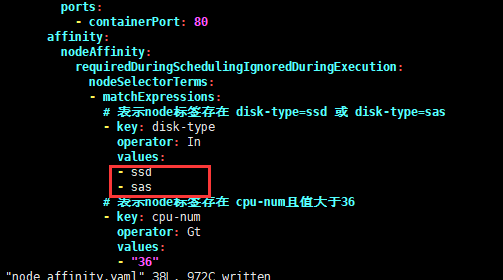 ports:
- containerPort: 80
affinity:
nodeAffinity:
requiredDuringSchedulingIgnoredDuringExecution:
nodeSelectorTerms:
- matchExpressions:
# 表示node标签存在 disk-type=ssd 或 disk-type=sas
- key: disk-type
operator: In
values:
- ssd
- sas
# 表示node标签存在 cpu-num且值大于36
- key: cpu-num
operator: Gt
values:
- "36"
"node_affinity.yaml" 38L, 972C written